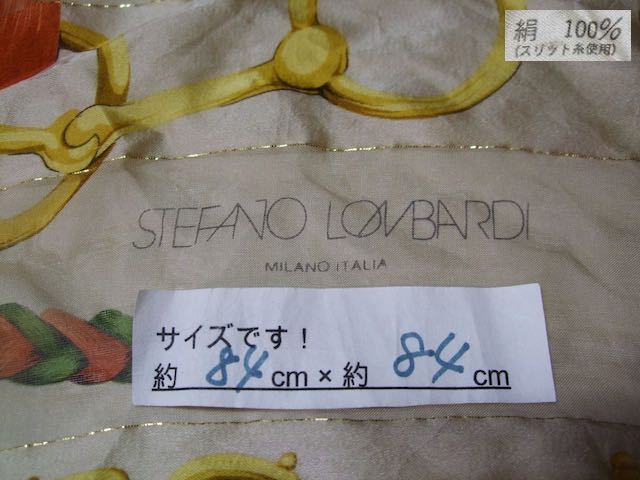 絹 100%
(スリット糸使用)
STEFANO LOMBARDI
MILANO ITALIA
サイズです!
約 84 cm × 約 84 cm